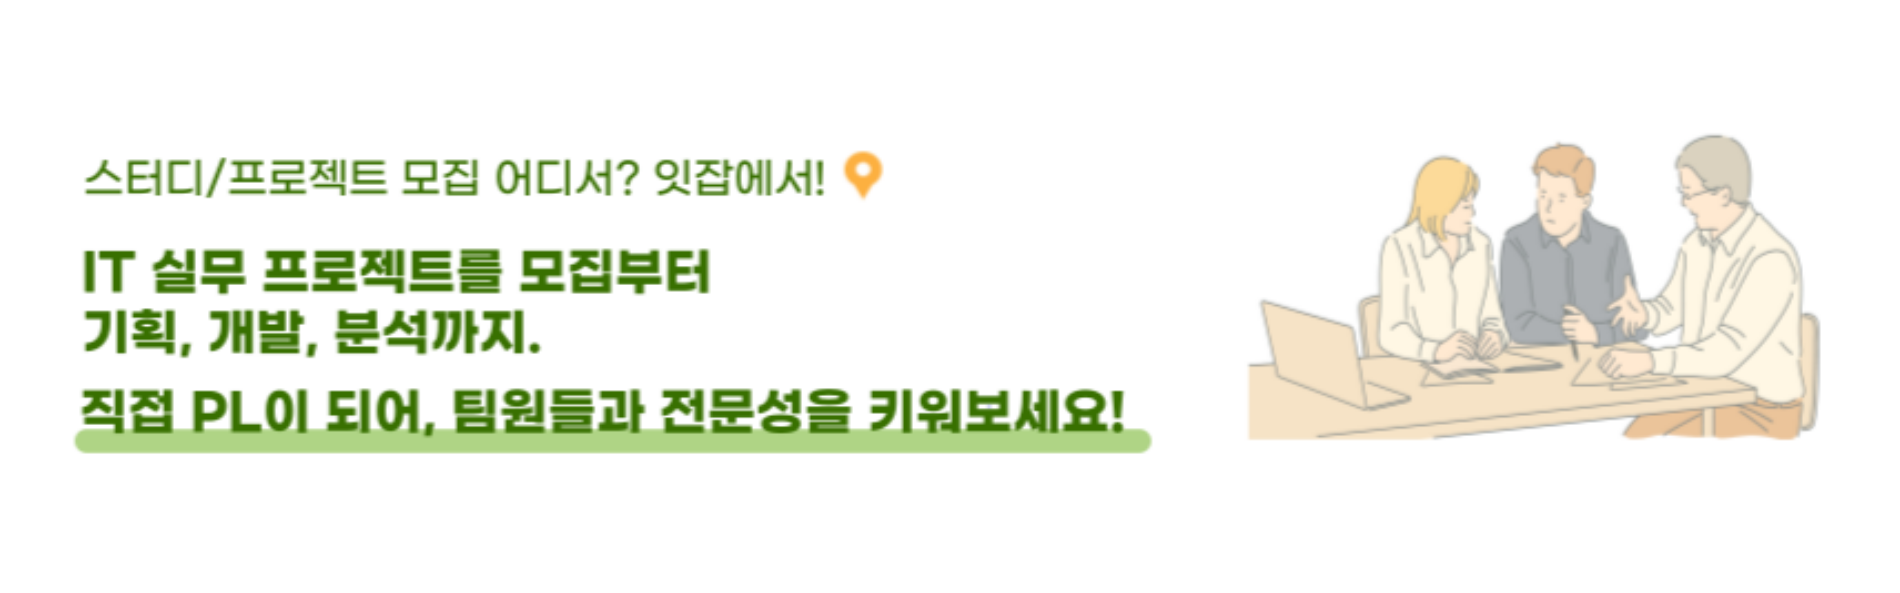 스터디/프로젝트 모집 어디서? 잇잡에서!
IT 실무 프로젝트를 모집부터
기획, 개발, 분석까지.
직접 PL이 되어, 팀원들과 전문성을 키워보세요!